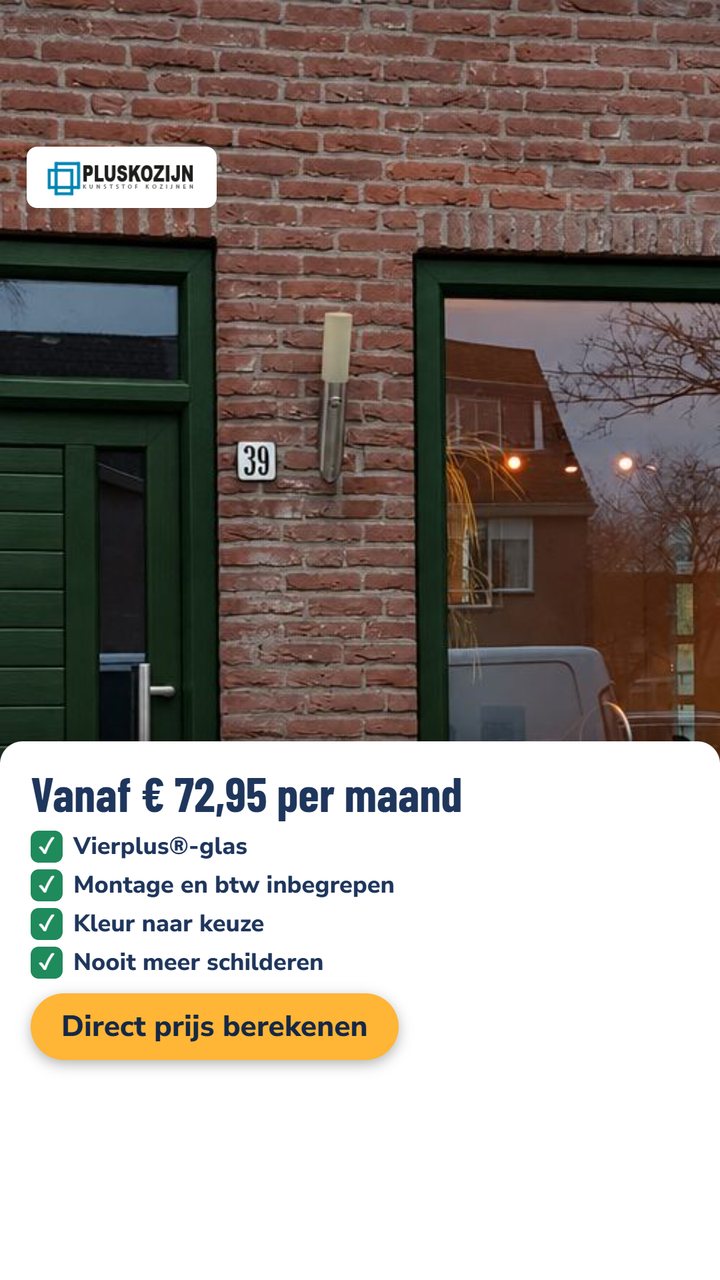 PLUSKOZIJN
KUNSTSTOF KOZIJNEN
39
Vanaf € 72,95 per maand
✓ Vierplus®-glas
✓ Montage en btw inbegrepen
✓ Kleur naar keuze
✓ Nooit meer schilderen
Direct prijs berekenen